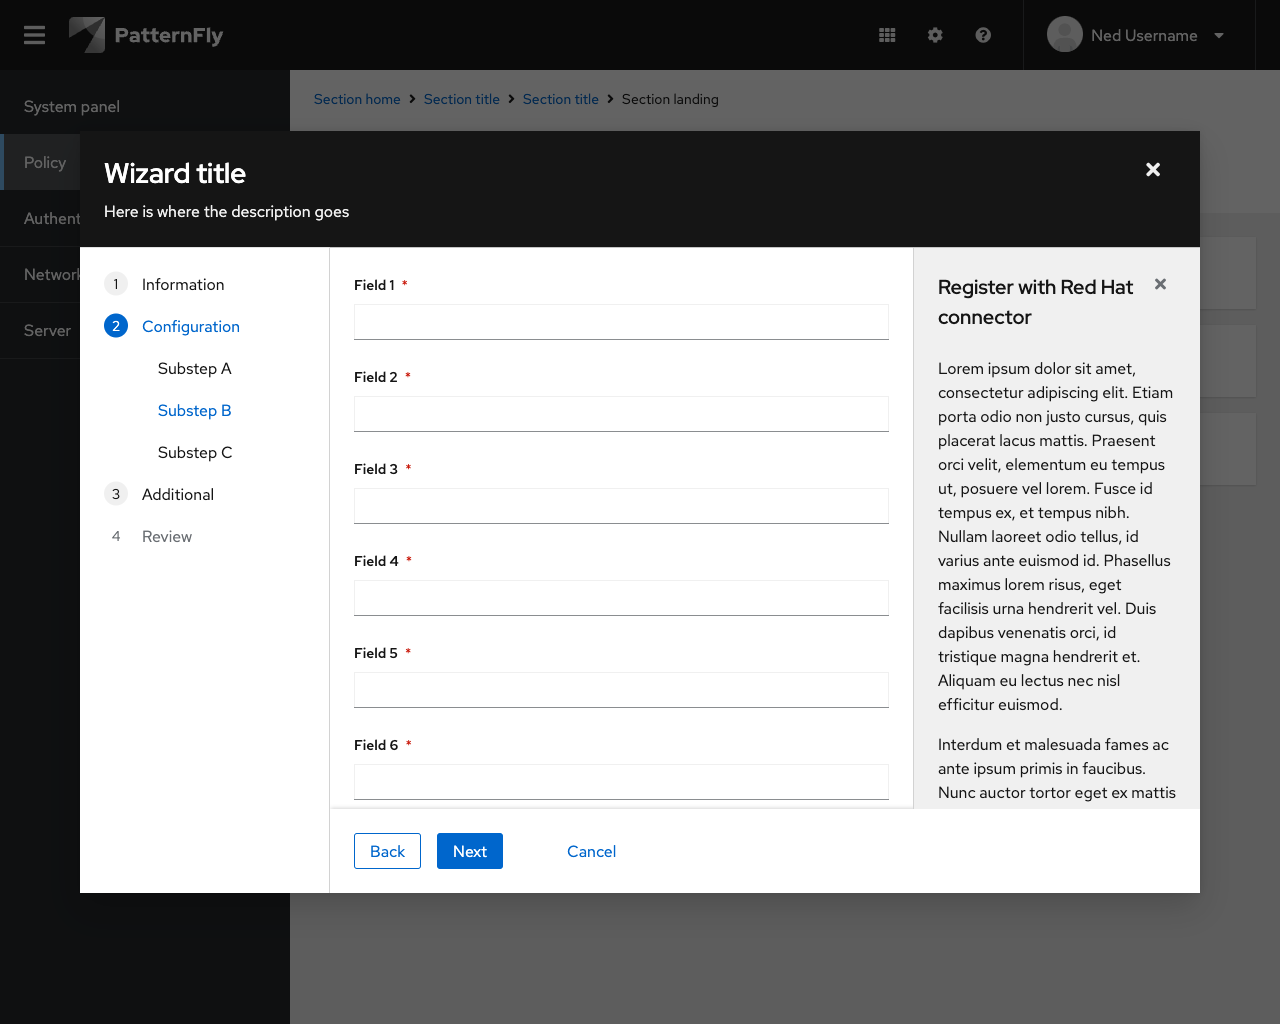 PatternFly
Ned Username
System panel
Policy
Authent
Network
Server
Section home
Section title
Section title
Section landing
Wizard title
Here is where the description goes
1 Information
2 Configuration
Substep A
Substep B
Substep C
3 Additional
4 Review
Field 1 *
Field 2 *
Field 3 *
Field 4 *
Field 5 *
Field 6 *
Register with Red Hat
connector
Lorem ipsum dolor sit amet,
consectetur adipiscing elit. Etiam
porta odio non justo cursus, quis
placerat lacus mattis. Praesent
orci velit, elementum eu tempus
ut, posuere vel lorem. Fusce id
tempus ex, et tempus nibh.
Nullam laoreet odio tellus, id
varius ante euismod id. Phasellus
maximus lorem risus, eget
facilisis urna hendrerit vel. Duis
dapibus venenatis orci, id
tristique magna hendrerit et.
Aliquam eu lectus nec nisl
efficitur euismod.
Interdum et malesuada fames ac
ante ipsum primis in faucibus.
Nunc auctor tortor eget ex mattis
Back
Next
Cancel